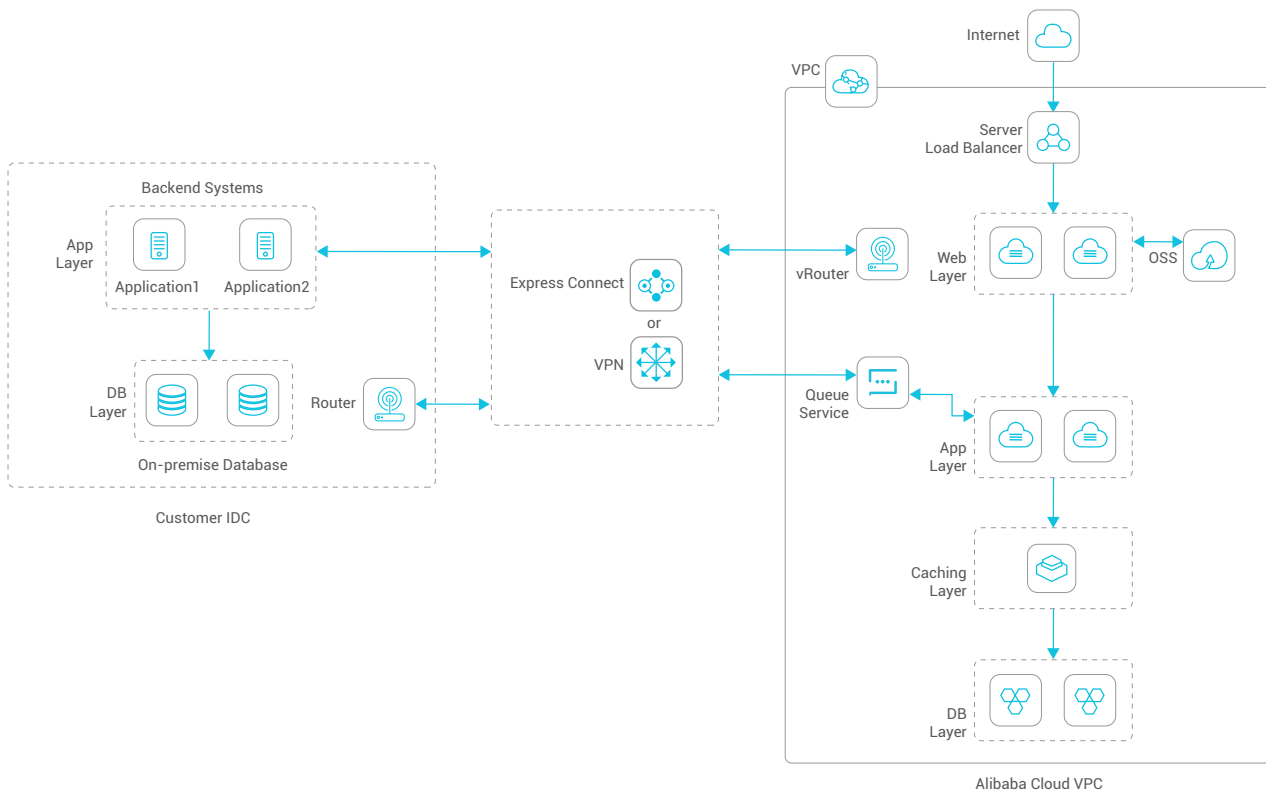 Internet
VPC
Server
Load Balancer
Backend Systems
App
Layer
Application1
Application2
Express Connect
or
VPN
vRouter
Web
Layer
OSS
DB
Layer
Router
On-premise Database
Customer IDC
Queue
Service
App
Layer
Caching
Layer
DB
Layer
Alibaba Cloud VPC